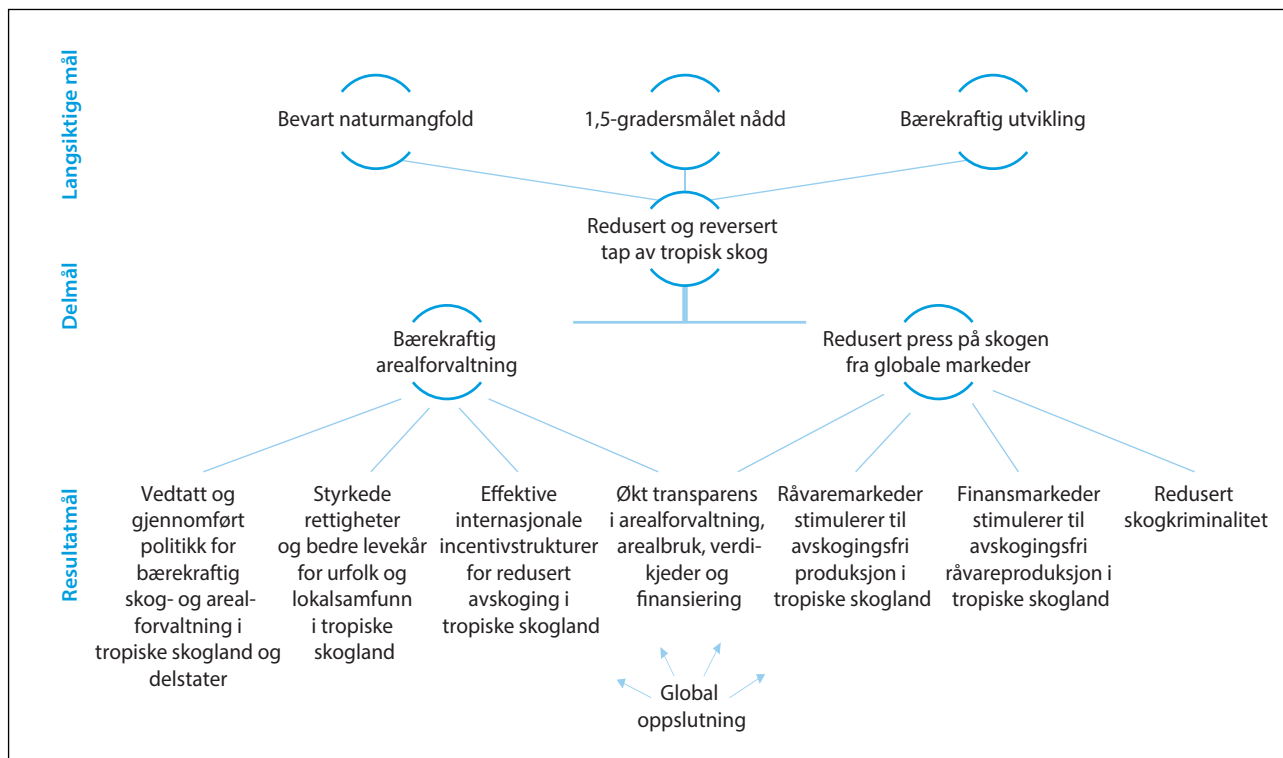 Langsiktige mål
Bevart naturmangfold
1,5-gradersmålet nådd
Bærekraftig utvikling
Redusert og reversert
tap av tropisk skog
Delmål
Bærekraftig
arealforvaltning
Redusert press på skogen
fra globale markeder
Resultatmål
Vedtatt og
gjennomført
politikk for
bærekraftig
skog- og areal-
forvaltning i
tropiske skogland og
delstater
Styrkede
rettigheter
og bedre levekår
for urfolk og
lokalsamfunn
i tropiske
skogland
Effektive
internasjonale
incentivstrukturer
for redusert
avskoging i
tropiske skogland
Økt transparens
i arealforvaltning,
arealbruk, verdi-
kjeder og
finansiering
Råvaremarkeder
stimulerer til
avskogingsfri
produksjon i
tropiske skogland
Finansmarkeder
stimulerer til
avskogingsfri
råvareproduksjon i
tropiske skogland
Redusert
skogkriminalitet
Global
oppslutning